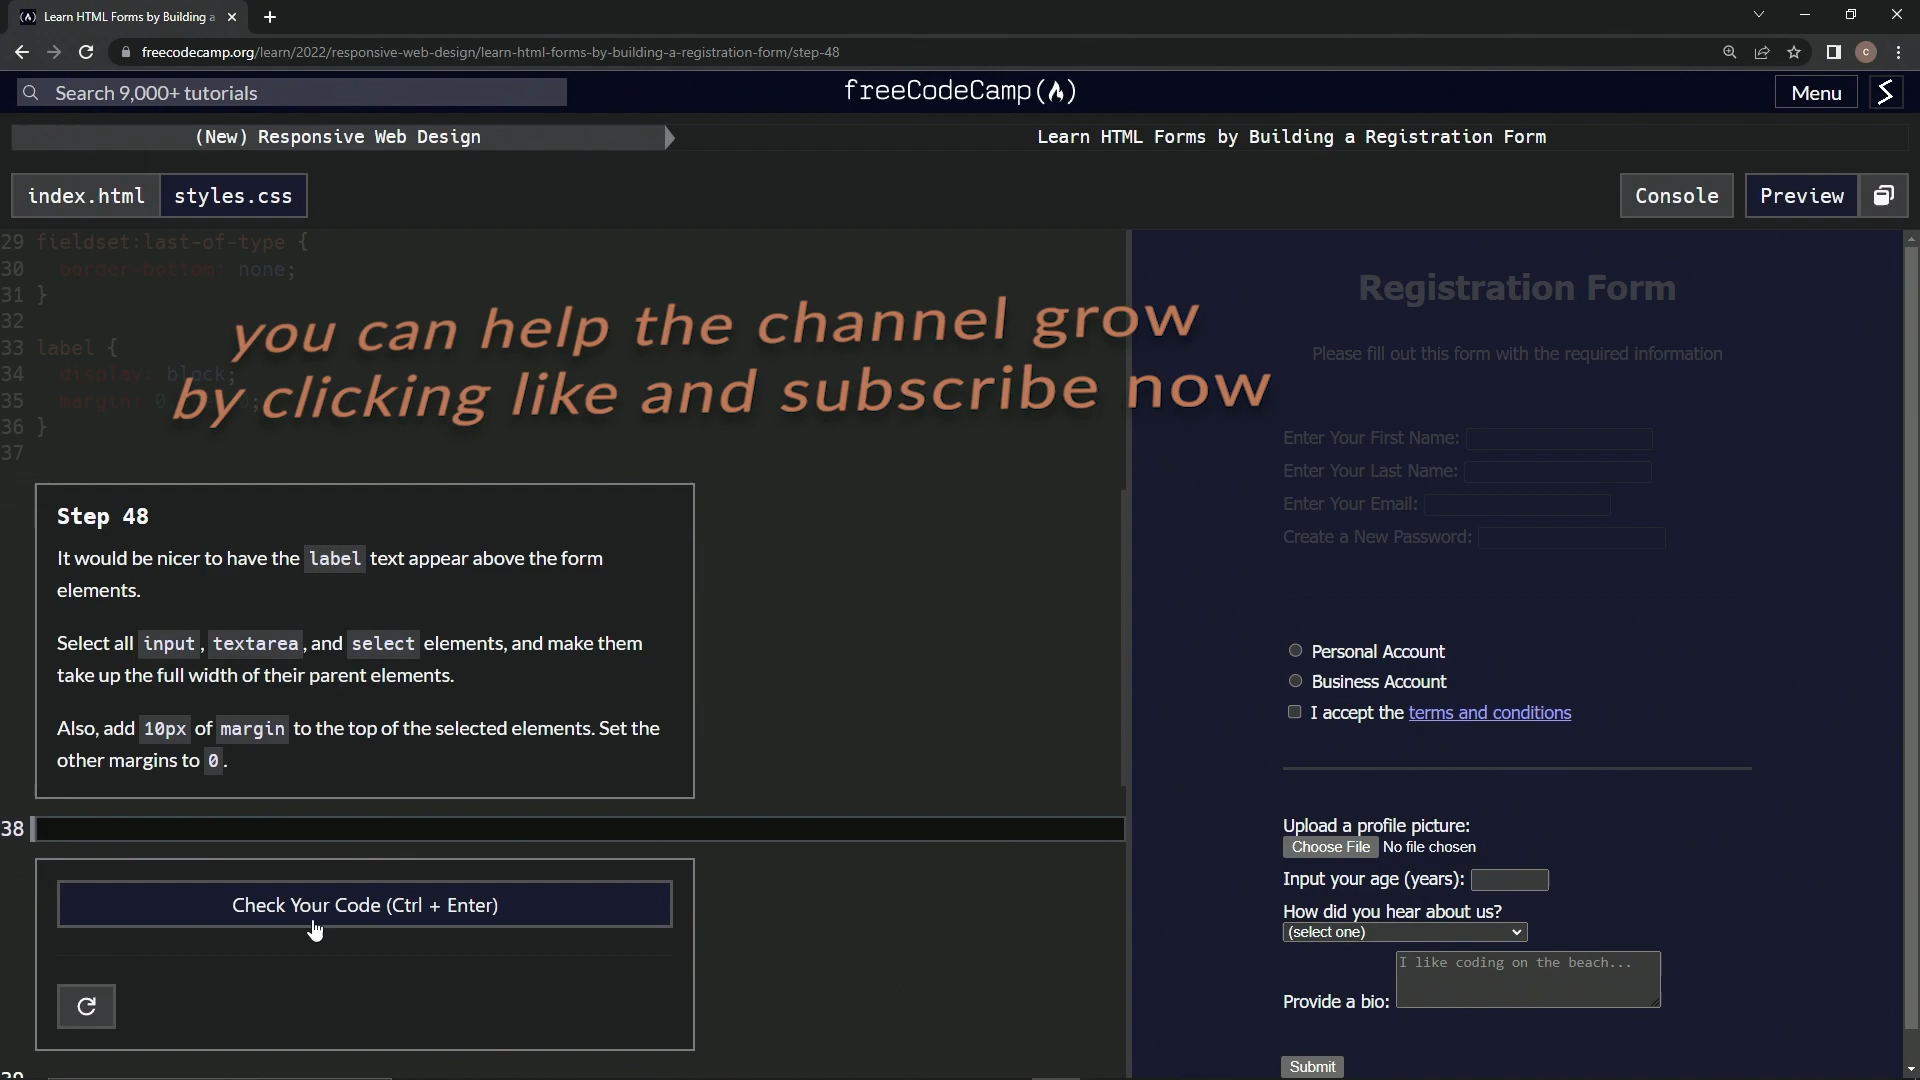 Learn HTML Forms by Building a
freecodecamp.org/learn/2022/responsive-web-design/learn-html-forms-by-building-a-registration-form/step-48
C
Search 9,000+ tutorials
freeCodeCamp
Menu
(New) Responsive Web Design
Learn HTML Forms by Building a Registration Form
index.html
styles.css
Console
Preview
29 fieldset:last-of-type {
30 border-bottom: none;
31 }
32
33 label {
34 display: block;
35 margin: 0
36 }
37
you can help the channel grow
by clicking like and subscribe now
Step 48
It would be nicer to have the label text appear above the form
elements.
Select all input, textarea, and select elements, and make them
take up the full width of their parent elements.
Also, add 10px of margin to the top of the selected elements. Set the
other margins to 0.
38
Check Your Code (Ctrl + Enter)
Registration Form
Please fill out this form with the required information
Enter Your First Name:
Enter Your Last Name:
Enter Your Email:
Create a New Password:
Personal Account
Business Account
I accept the terms and conditions
Upload a profile picture:
Choose File No file chosen
Input your age (years):
How did you hear about us?
(select one)
I like coding on the beach...
Provide a bio:
Submit